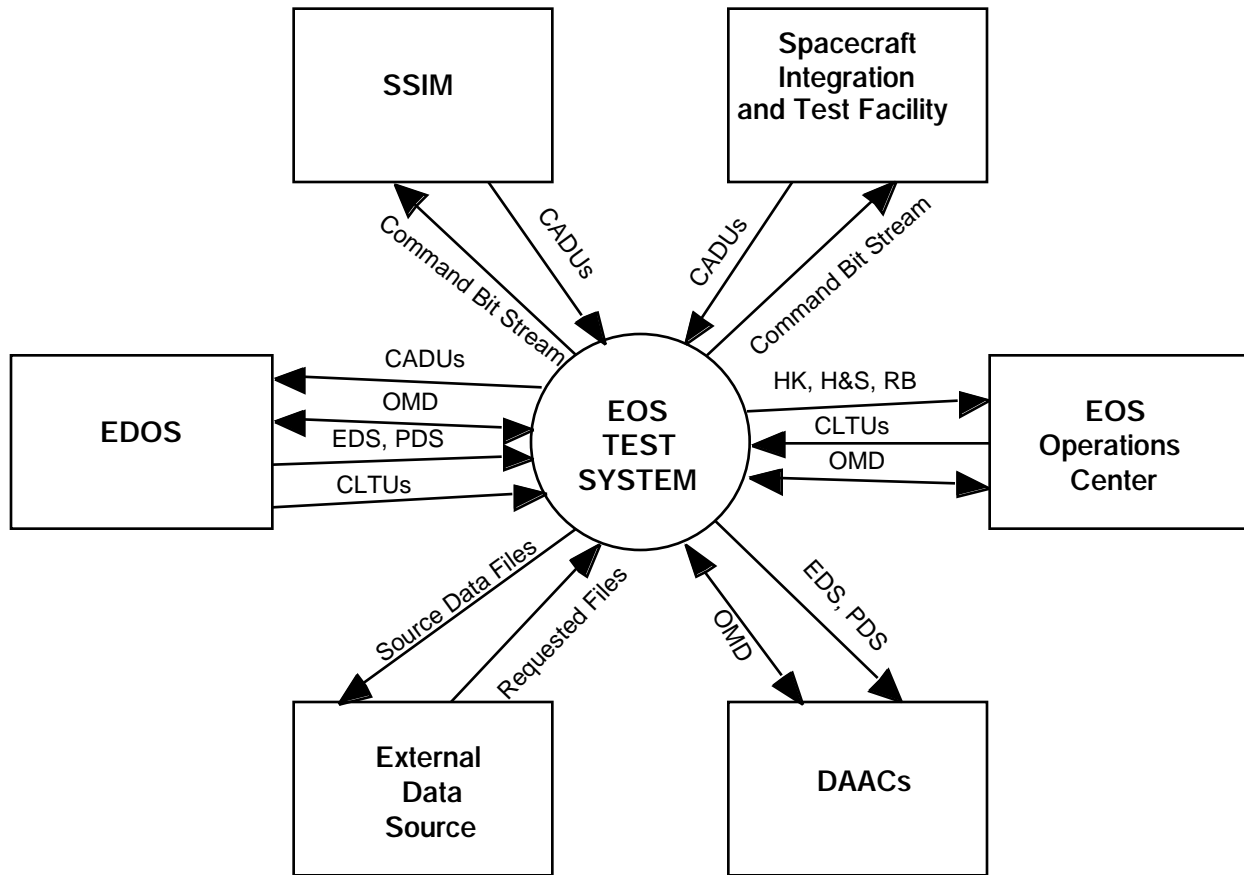 SSIM
Spacecraft
Integration
and Test Facility
CADUs
Command Bit Stream
CADUs
Command Bit Stream
EDOS
CADUs
OMD
EDS, PDS
CLTUs
EOS
TEST
SYSTEM
HK, H&S, RB
CLTUs
OMD
EOS
Operations
Center
Source Data Files
Requested Files
OMD
EDS, PDS
External
Data
Source
DAACs